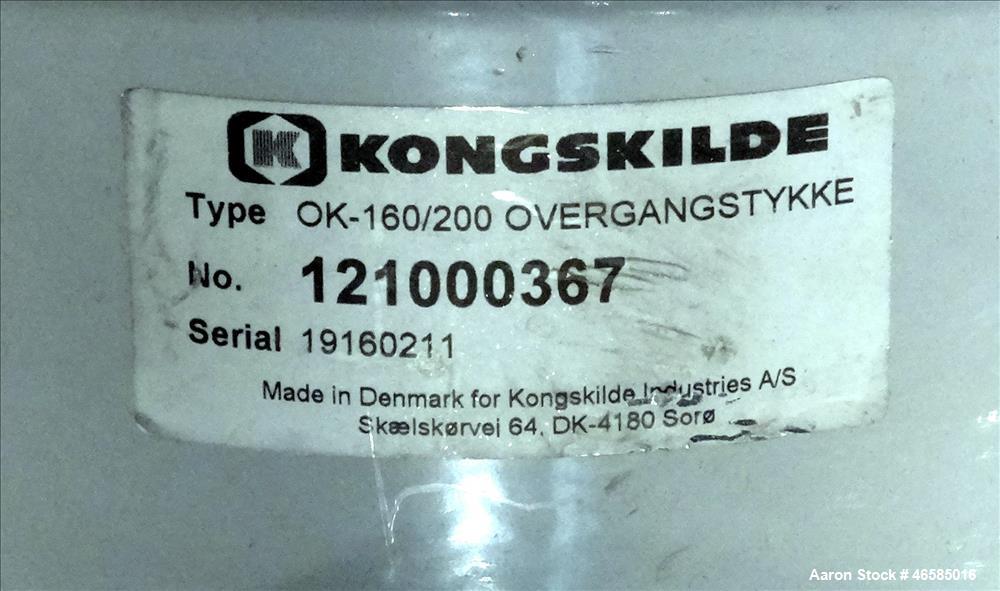 K KONGSKILDE
Type OK-160/200 OVERGANGSTYKKE
No. 121000367
Serial 19160211
Made in Denmark for Kongskilde Industries A/S
Skælskørvej 64, DK-4180 Sorø
Aaron Stock # 46585016